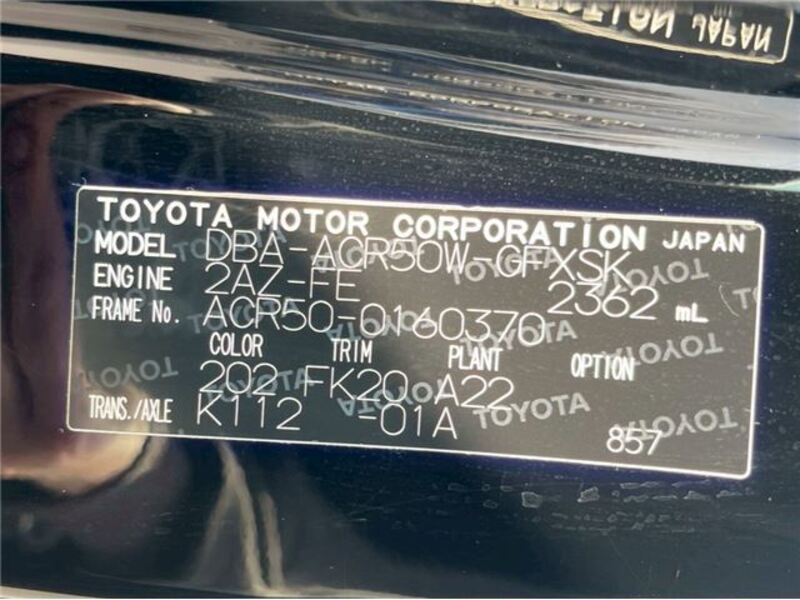 JAPAN
TOYOTA MOTOR CORPORATION JAPAN
MODEL DBA-ACR50W-GFXSK
ENGINE 2AZ-FE 2362 mL
FRAME No. ACR50-0160370
COLOR TRIM PLANT OPTION
202 FK20 A22
TRANS./AXLE K112 -01A
857